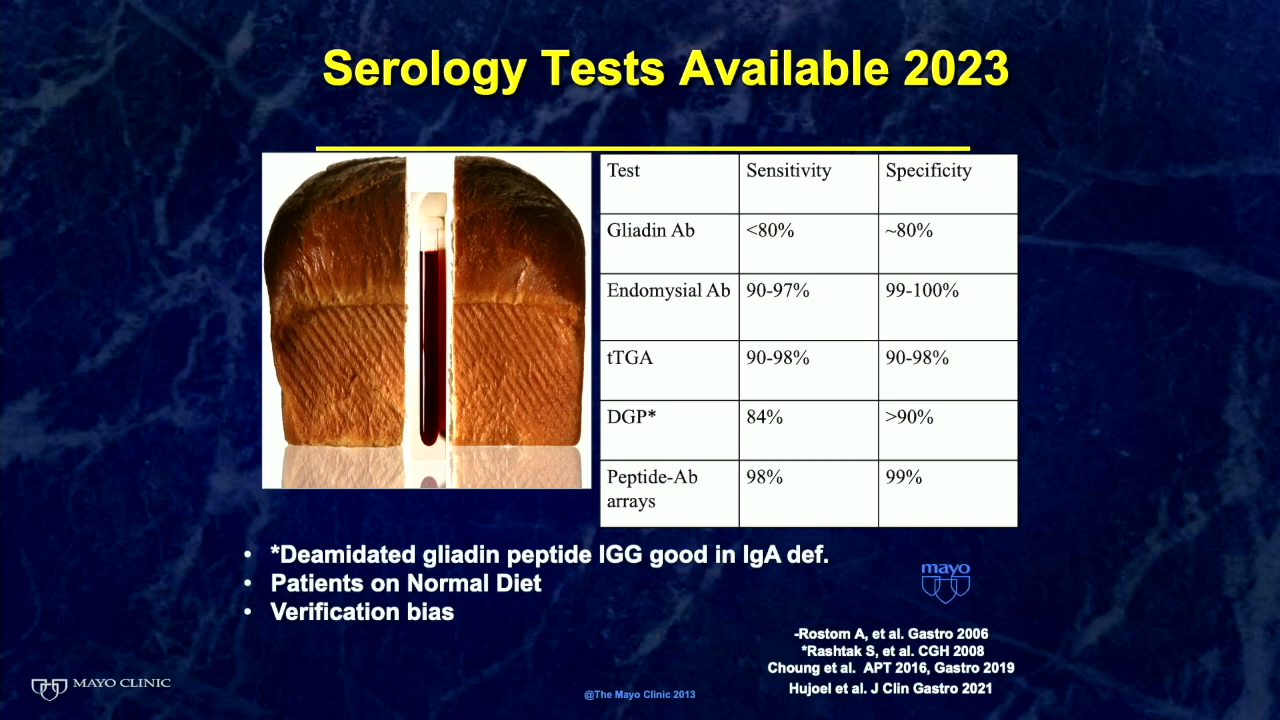 Serology Tests Available 2023
Test Sensitivity Specificity
Gliadin Ab <80% ~80%
Endomysial Ab 90-97% 99-100%
tTGA 90-98% 90-98%
DGP* 84% >90%
Peptide-Ab 98% 99%
arrays
• *Deamidated gliadin peptide IGG good in IgA def.
• Patients on Normal Diet
• Verification bias
mayo
-Rostom A, et al. Gastro 2006
*Rashtak S, et al. CGH 2008
Choung et al. APT 2016, Gastro 2019
Hujoel et al. J Clin Gastro 2021
MAYO CLINIC
@The Mayo Clinic 2013